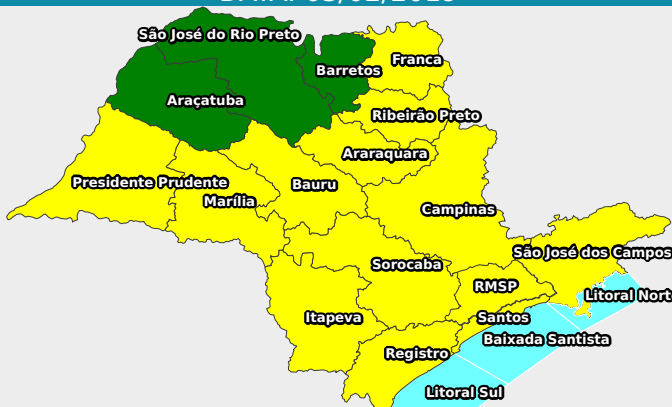 São José do Rio Preto
Franca
Barretos
Araçatuba
Ribeirão Preto
Araraquara
Presidente Prudente
Bauru
Marília
Campinas
São José dos Campos
Sorocaba
RMSP
Litoral Nort
Itapeva
Santos
Baixada Santista
Registro
Litoral Sul